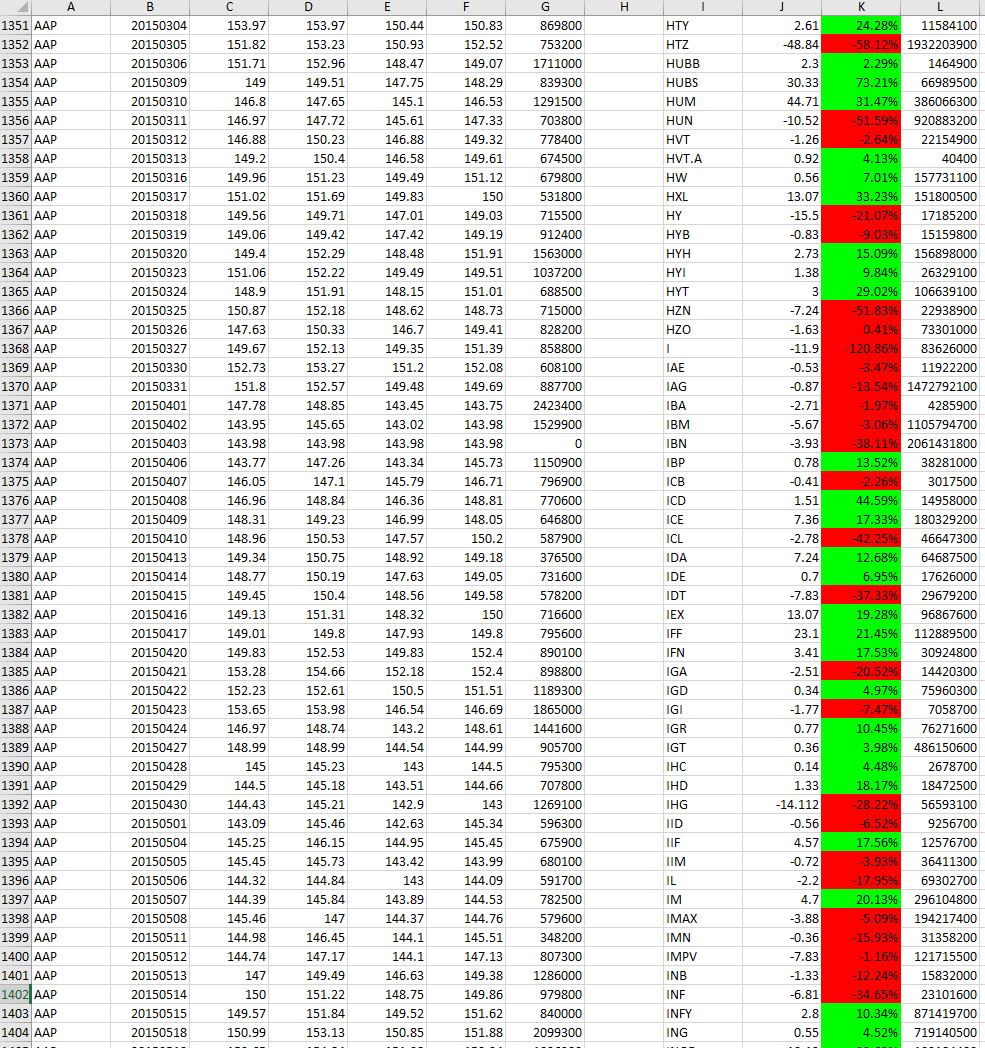 A B C D E F G H I J K L
1351 AAP 20150304 153.97 153.97 150.44 150.83 869800 HTY 2.61 24.28% 11584100
1352 AAP 20150305 151.82 153.23 150.93 152.52 753200 HTZ -48.84 -58.12% 1932203900
1353 AAP 20150306 151.71 152.96 148.47 149.07 1711000 HUBB 2.3 2.29% 1464900
1354 AAP 20150309 149 149.51 147.75 148.29 839300 HUBS 30.33 73.21% 66989500
1355 AAP 20150310 146.8 147.65 145.1 146.53 1291500 HUM 44.71 31.47% 386066300
1356 AAP 20150311 146.97 147.72 145.61 147.33 703800 HUN -10.52 -51.59% 920883200
1357 AAP 20150312 146.88 150.23 146.88 149.32 778400 HVT -1.26 -2.64% 22154900
1358 AAP 20150313 149.2 150.4 146.58 149.61 674500 HVT.A 0.92 4.13% 40400
1359 AAP 20150316 149.96 151.23 149.49 151.12 679800 HW 0.56 7.01% 157731100
1360 AAP 20150317 151.02 151.69 149.83 150 531800 HXL 13.07 33.23% 151800500
1361 AAP 20150318 149.56 149.71 147.01 149.03 715500 HY -15.5 -21.07% 17185200
1362 AAP 20150319 149.06 149.42 147.42 149.19 912400 HYB -0.83 -9.03% 15159800
1363 AAP 20150320 149.4 152.29 148.48 151.91 1563000 HYH 2.73 15.09% 156898000
1364 AAP 20150323 151.06 152.22 149.49 149.51 1037200 HYI 1.38 9.84% 26329100
1365 AAP 20150324 148.9 151.91 148.15 151.01 688500 HYT 3 29.02% 106639100
1366 AAP 20150325 150.87 152.18 148.62 148.73 715000 HZN -7.24 -51.83% 22938900
1367 AAP 20150326 147.63 150.33 146.7 149.41 828200 HZO -1.63 0.41% 73301000
1368 AAP 20150327 149.67 152.13 149.35 151.39 858800 I -11.9 -120.86% 83626000
1369 AAP 20150330 152.73 153.27 151.2 152.08 608100 IAE -0.53 -3.47% 11922200
1370 AAP 20150331 151.8 152.57 149.48 149.69 887700 IAG -0.87 -13.54% 1472792100
1371 AAP 20150401 147.78 148.85 143.45 143.75 2423400 IBA -2.71 -1.97% 4285900
1372 AAP 20150402 143.95 145.65 143.02 143.98 1529900 IBM -5.67 -3.06% 1105794700
1373 AAP 20150403 143.98 143.98 143.98 143.98 0 IBN -3.93 -38.11% 2061431800
1374 AAP 20150406 143.77 147.26 143.34 145.73 1150900 IBP 0.78 13.52% 38281000
1375 AAP 20150407 146.05 147.1 145.79 146.71 796900 ICB -0.41 -2.26% 3017500
1376 AAP 20150408 146.96 148.84 146.36 148.81 770600 ICD 1.51 44.59% 14958000
1377 AAP 20150409 148.31 149.23 146.99 148.05 646800 ICE 7.36 17.33% 180329200
1378 AAP 20150410 148.96 150.53 147.57 150.2 587900 ICL -2.78 -42.25% 46647300
1379 AAP 20150413 149.34 150.75 148.92 149.18 376500 IDA 7.24 12.68% 64687500
1380 AAP 20150414 148.77 150.19 147.63 149.05 731600 IDE 0.7 6.95% 17626000
1381 AAP 20150415 149.45 150.4 148.56 149.58 578200 IDT -7.83 -37.33% 29679200
1382 AAP 20150416 149.13 151.31 148.32 150 716600 IEX 13.07 19.28% 96867600
1383 AAP 20150417 149.01 149.8 147.93 149.8 795600 IFF 23.1 21.45% 112889500
1384 AAP 20150420 149.83 152.53 149.83 152.4 890100 IFN 3.41 17.53% 30924800
1385 AAP 20150421 153.28 154.66 152.18 152.4 898800 IGA -2.51 -20.52% 14420300
1386 AAP 20150422 152.23 152.61 150.5 151.51 1189300 IGD 0.34 4.97% 75960300
1387 AAP 20150423 153.65 153.98 146.54 146.69 1865000 IGI -1.77 -7.47% 7058700
1388 AAP 20150424 146.97 148.74 143.2 148.61 1441600 IGR 0.77 10.45% 76271600
1389 AAP 20150427 148.99 148.99 144.54 144.99 905700 IGT 0.36 3.98% 486150600
1390 AAP 20150428 145 145.23 143 144.5 795300 IHC 0.14 4.48% 2678700
1391 AAP 20150429 144.5 145.18 143.51 144.66 707800 IHD 1.33 18.17% 18472500
1392 AAP 20150430 144.43 145.21 142.9 143 1269100 IHG -14.112 -28.22% 56593100
1393 AAP 20150501 143.09 145.46 142.63 145.34 596300 IID -0.56 -6.52% 9256700
1394 AAP 20150504 145.25 146.15 144.95 145.45 675900 IIF 4.57 17.56% 12576700
1395 AAP 20150505 145.45 145.73 143.42 143.99 680100 IIM -0.72 -3.93% 36411300
1396 AAP 20150506 144.32 144.84 143 144.09 591700 IL -2.2 -17.95% 69302700
1397 AAP 20150507 144.39 145.84 143.89 144.53 782500 IM 4.7 20.13% 296104800
1398 AAP 20150508 145.46 147 144.37 144.76 579600 IMAX -3.88 -5.09% 194217400
1399 AAP 20150511 144.98 146.45 144.1 145.51 348200 IMN -0.36 -15.93% 31358200
1400 AAP 20150512 144.74 147.17 144.1 147.13 807300 IMPV -7.83 -1.16% 121715500
1401 AAP 20150513 147 149.49 146.63 149.38 1286000 INB -1.33 -12.24% 15832000
1402 AAP 20150514 150 151.22 148.75 149.86 979800 INF -6.81 -34.65% 23101600
1403 AAP 20150515 149.57 151.84 149.52 151.62 840000 INFY 2.8 10.34% 871419700
1404 AAP 20150518 150.99 153.13 150.85 151.88 2099300 ING 0.55 4.52% 719140500